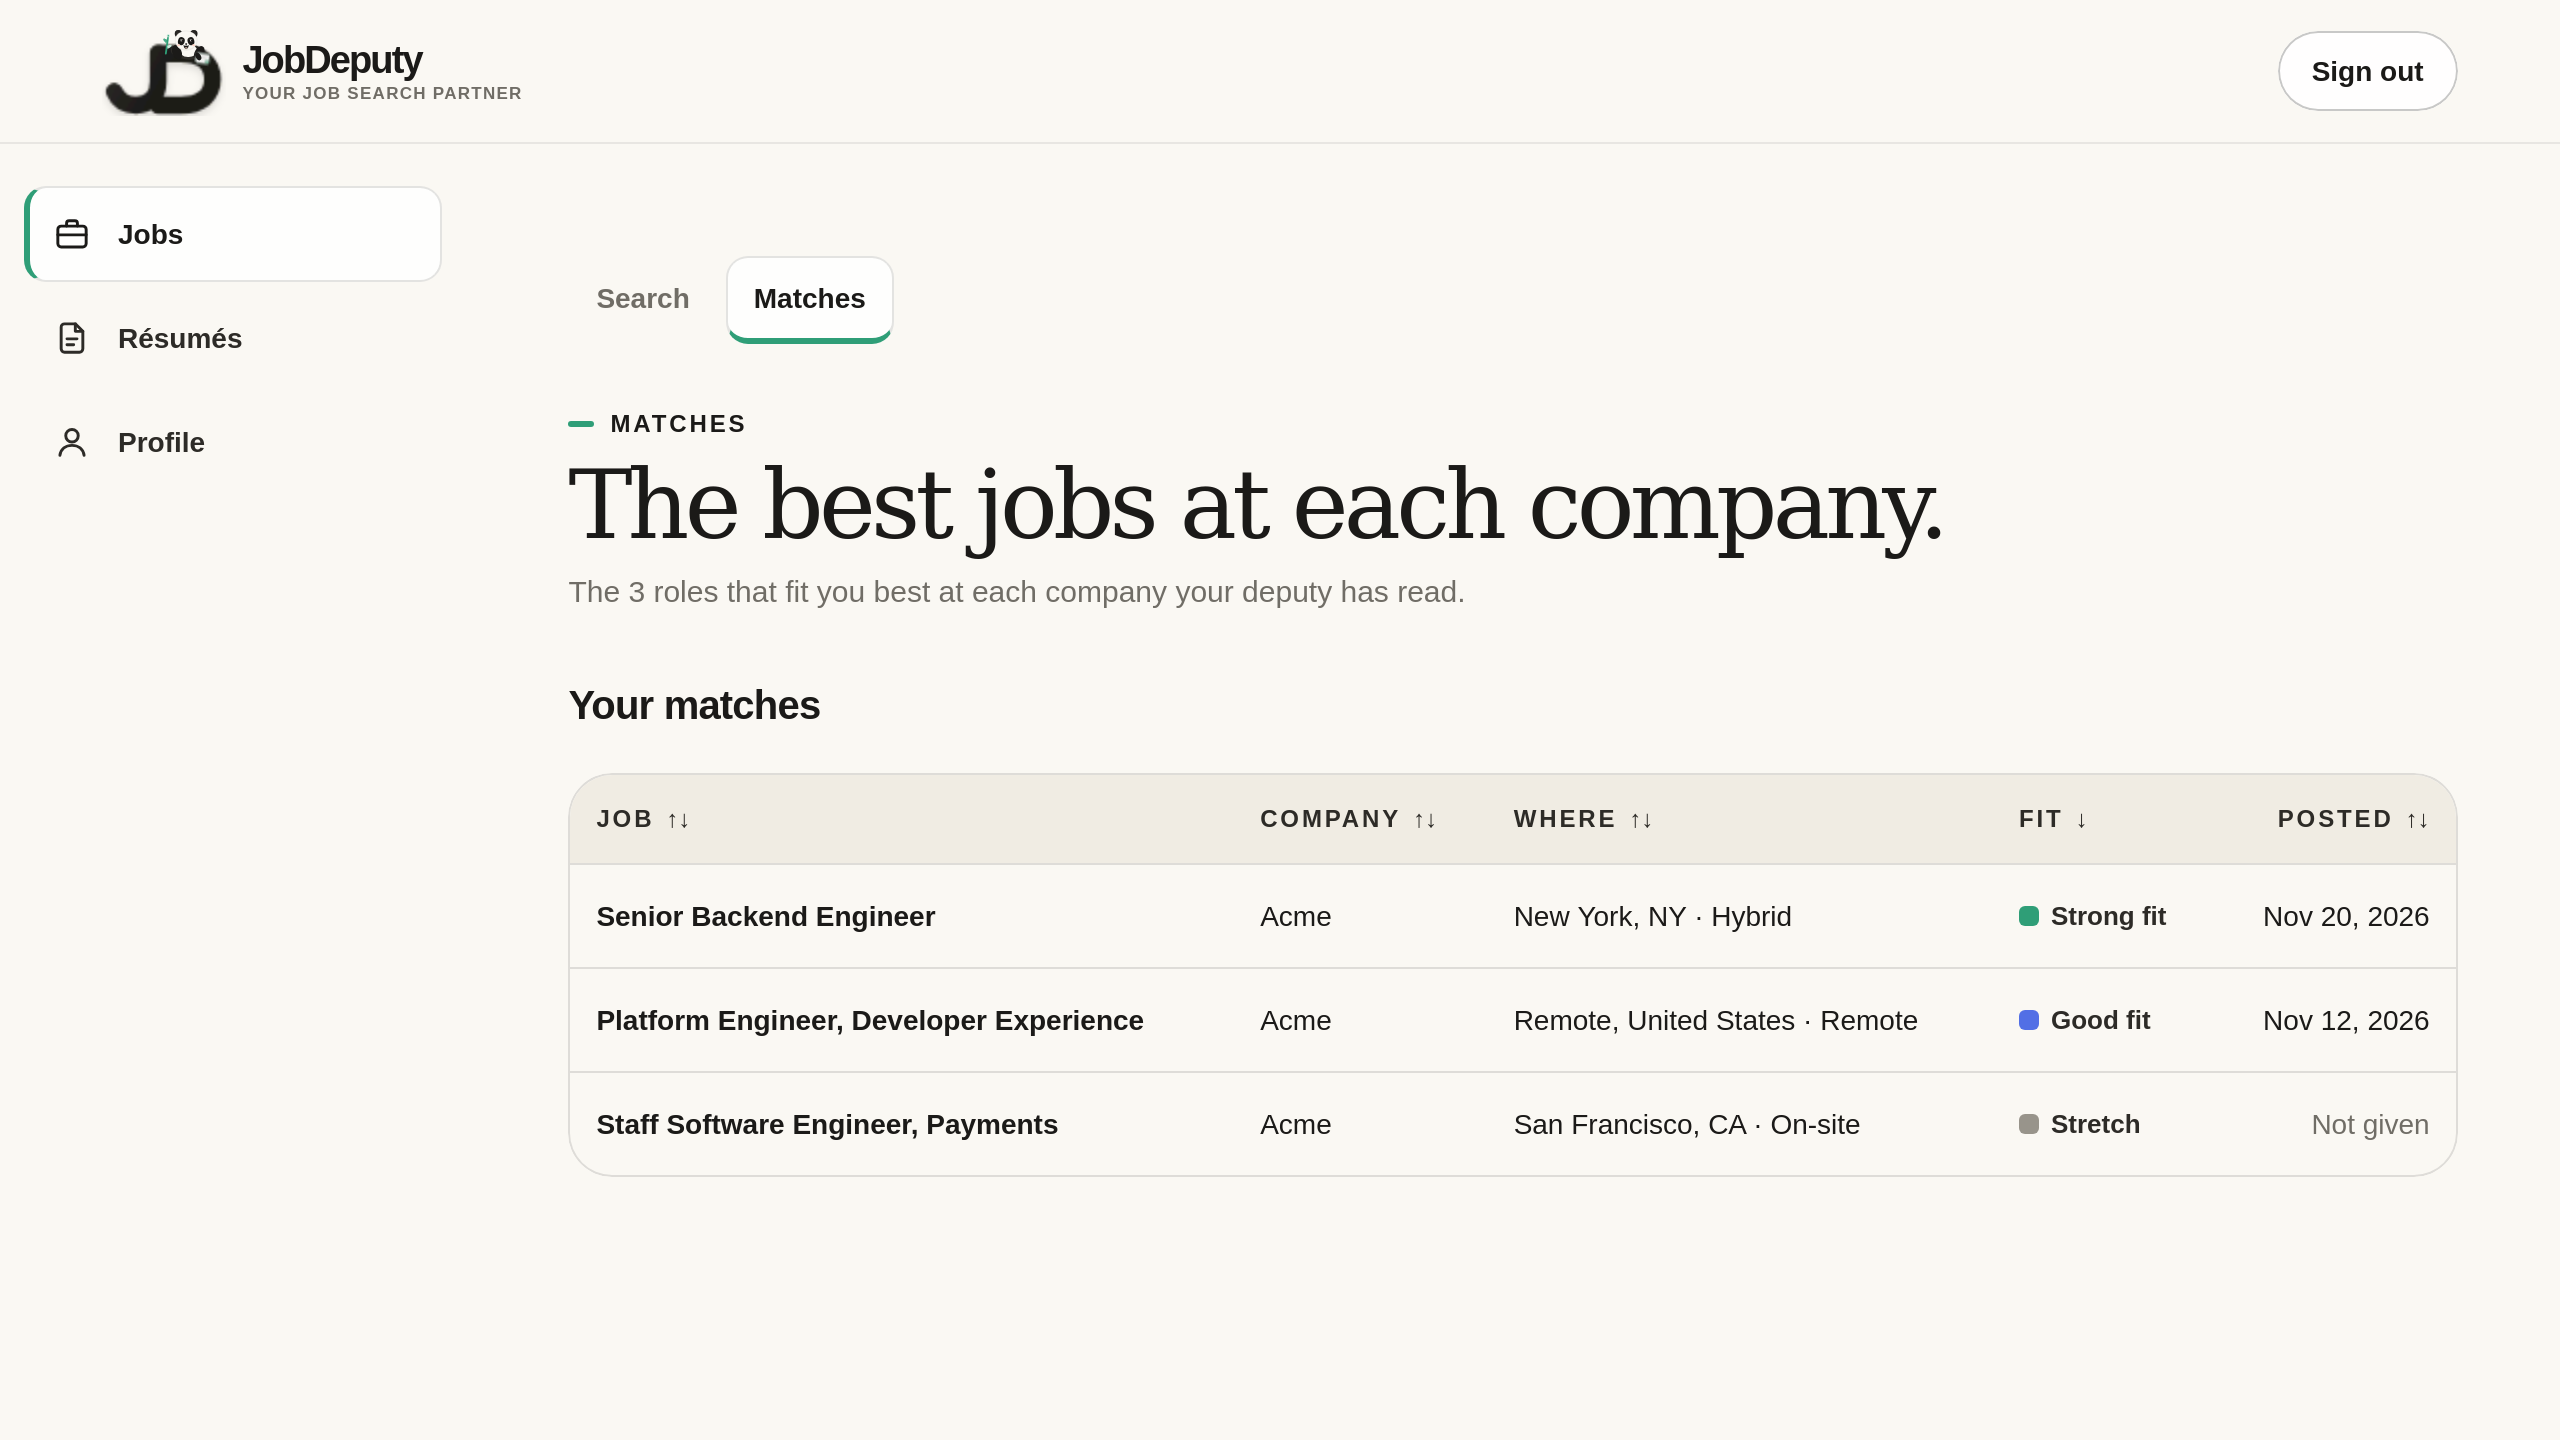 JobDeputy
YOUR JOB SEARCH PARTNER
Sign out
Jobs
Résumés
Profile
Search
Matches
MATCHES
The best jobs at each company.
The 3 roles that fit you best at each company your deputy has read.
Your matches
JOB ↑↓ COMPANY ↑↓ WHERE ↑↓ FIT ↓ POSTED ↑↓
Senior Backend Engineer Acme New York, NY · Hybrid Strong fit Nov 20, 2026
Platform Engineer, Developer Experience Acme Remote, United States · Remote Good fit Nov 12, 2026
Staff Software Engineer, Payments Acme San Francisco, CA · On-site Stretch Not given